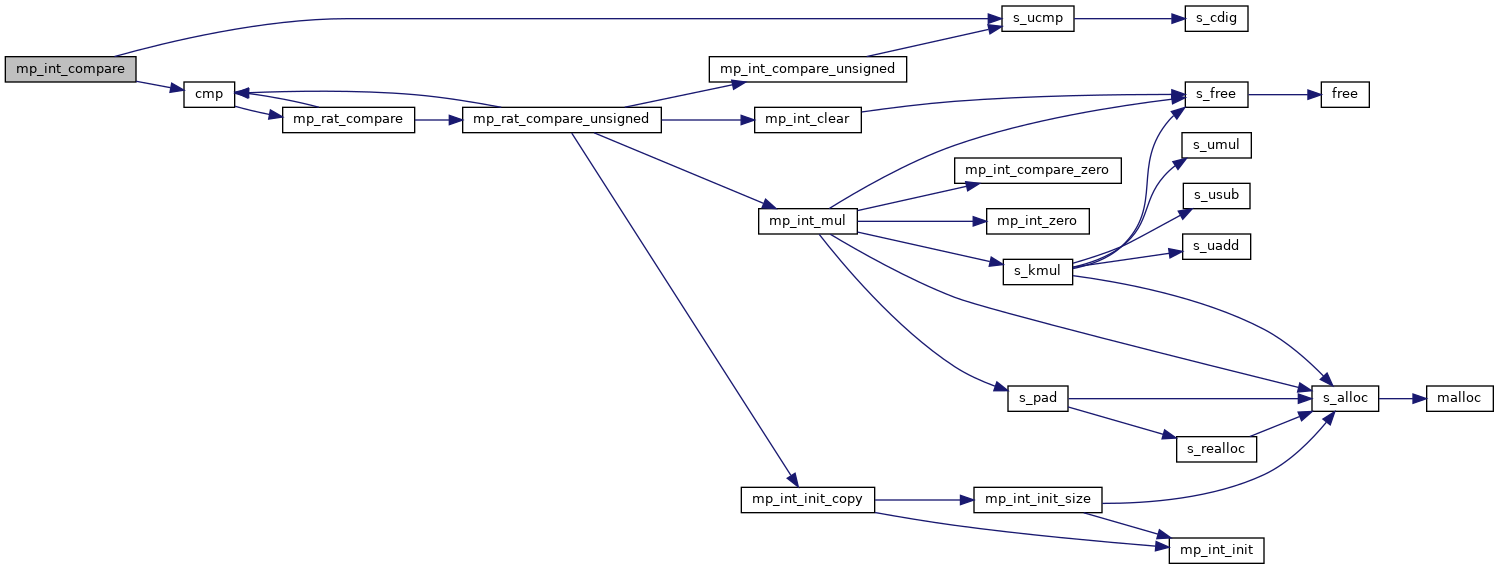 mp_int_compare
s_ucmp
s_cdig
mp_int_compare_unsigned
cmp
s_free
free
mp_rat_compare
mp_rat_compare_unsigned
mp_int_clear
s_umul
mp_int_compare_zero
s_usub
mp_int_mul
mp_int_zero
s_uadd
s_kmul
s_pad
s_alloc
malloc
s_realloc
mp_int_init_copy
mp_int_init_size
mp_int_init